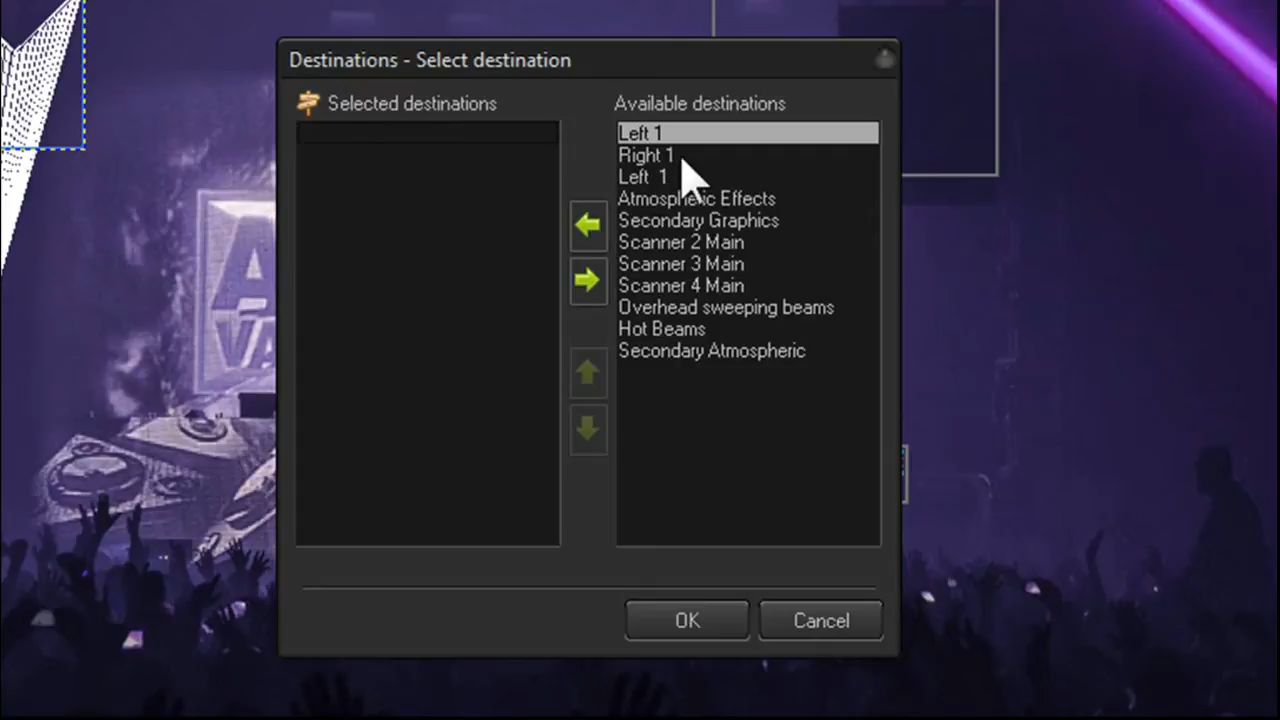 Destinations - Select destination
Selected destinations
Available destinations
Left 1
Right 1
Left  1
Atmospheric Effects
Secondary Graphics
Scanner 2 Main
Scanner 3 Main
Scanner 4 Main
Overhead sweeping beams
Hot Beams
Secondary Atmospheric
OK
Cancel